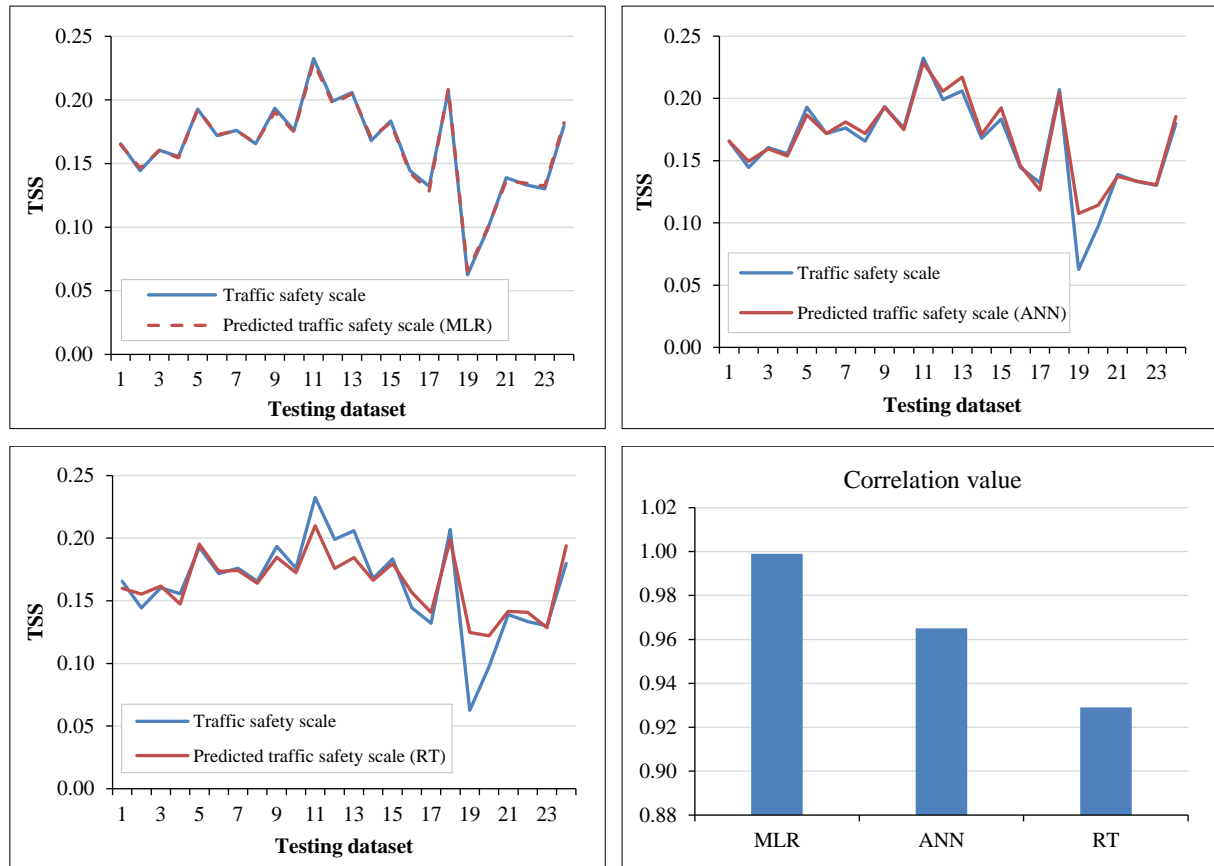 0.25
0.20
0.15
0.10
0.05
0.00
TSS
Traffic safety scale
Predicted traffic safety scale (MLR)
1 3 5 7 9 11 13 15 17 19 21 23
Testing dataset
0.25
0.20
0.15
0.10
0.05
0.00
TSS
Traffic safety scale
Predicted traffic safety scale (ANN)
1 3 5 7 9 11 13 15 17 19 21 23
Testing dataset
0.25
0.20
0.15
0.10
0.05
0.00
TSS
Traffic safety scale
Predicted traffic safety scale (RT)
1 3 5 7 9 11 13 15 17 19 21 23
Testing dataset
Correlation value
1.02
1.00
0.98
0.96
0.94
0.92
0.90
0.88
MLR ANN RT